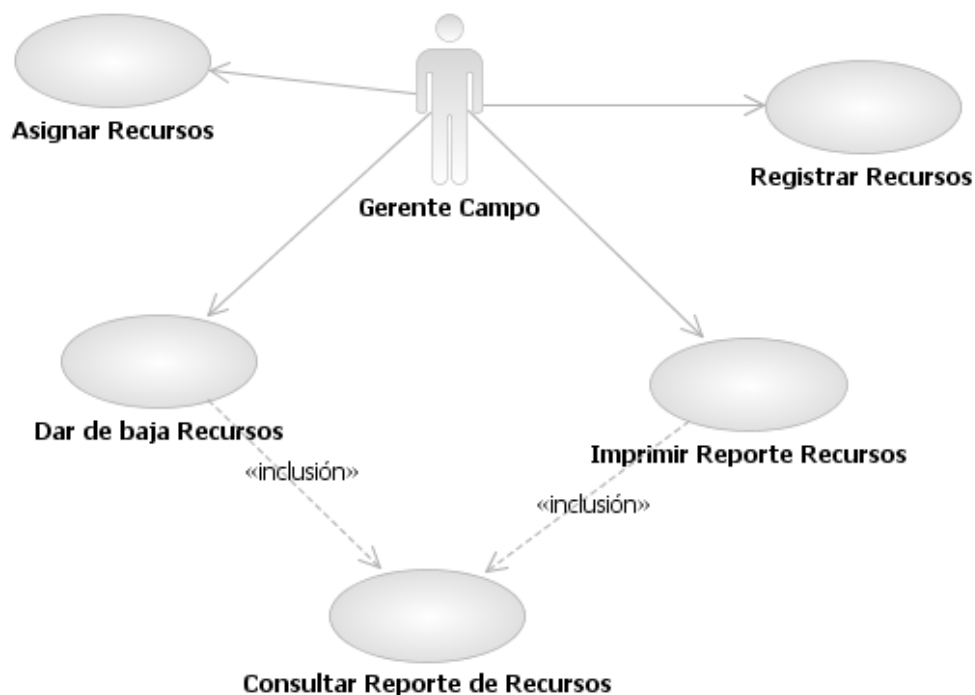 Asignar Recursos
Registrar Recursos
Gerente Campo
Dar de baja Recursos
Imprimir Reporte Recursos
«inclusión»
«inclusión»
Consultar Reporte de Recursos